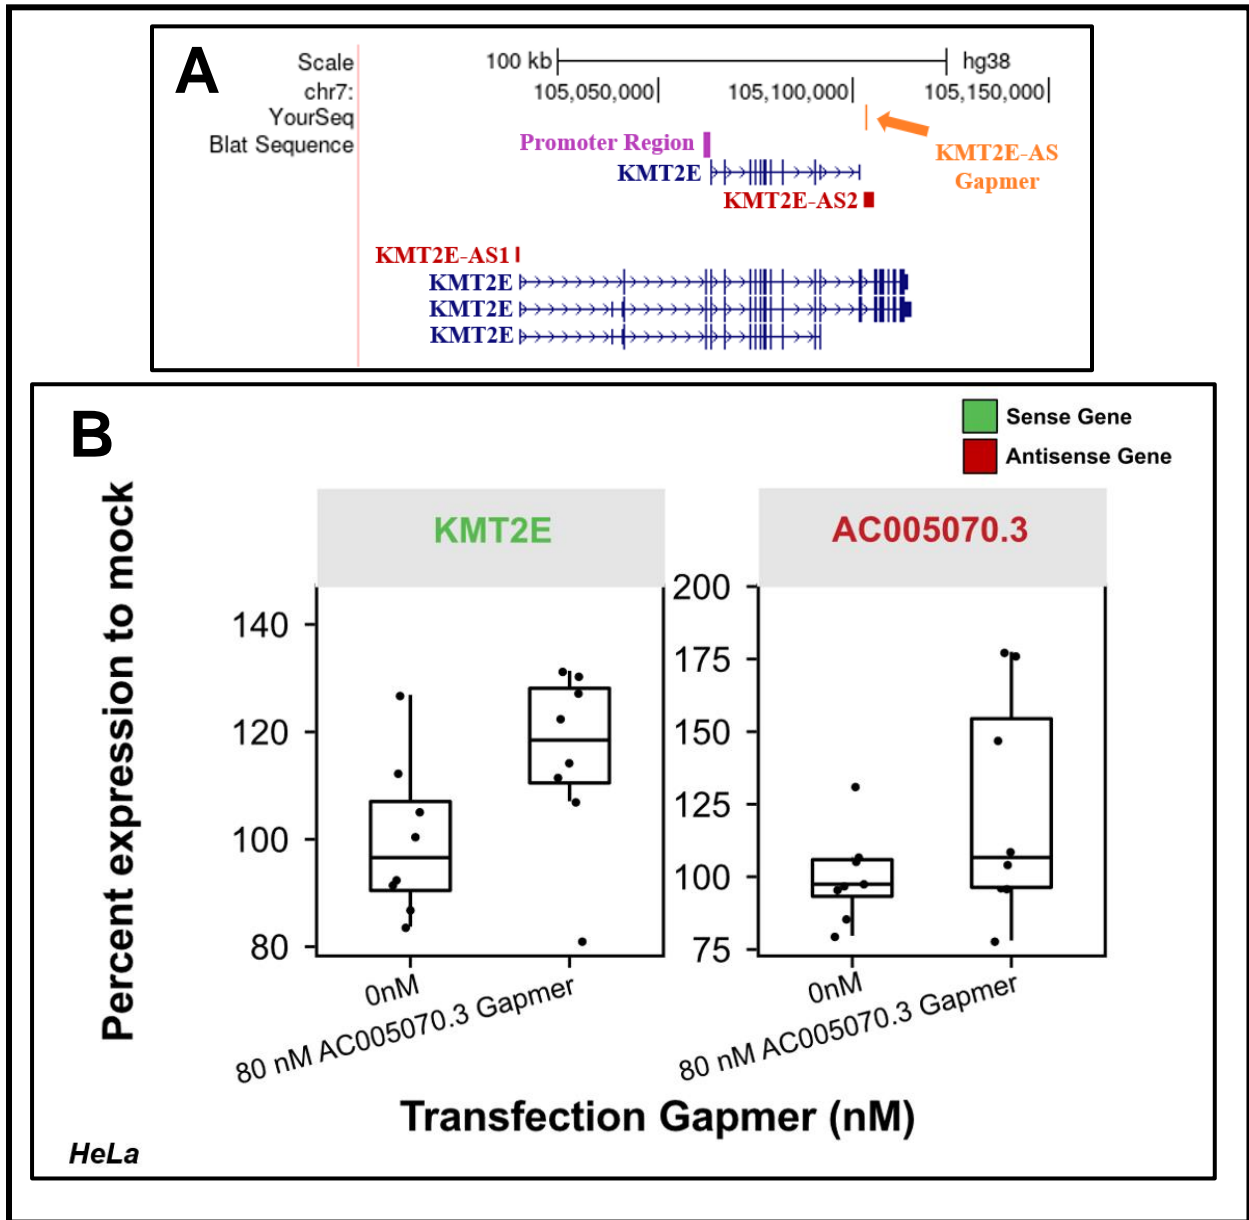 A
Scale
100 kb
hg38
chr7:
105,050,000
105,100,000
105,150,000
YourSeq
Blat Sequence
Promoter Region
KMT2E-AS
Gapmer
KMT2E
KMT2E-AS2
KMT2E-AS1
KMT2E
KMT2E
KMT2E
B
Sense Gene
Antisense Gene
Percent expression to mock
KMT2E
AC005070.3
140
120
100
80
200
175
150
125
100
75
0nM
80 nM AC005070.3 Gapmer
0nM
80 nM AC005070.3 Gapmer
Transfection Gapmer (nM)
HeLa